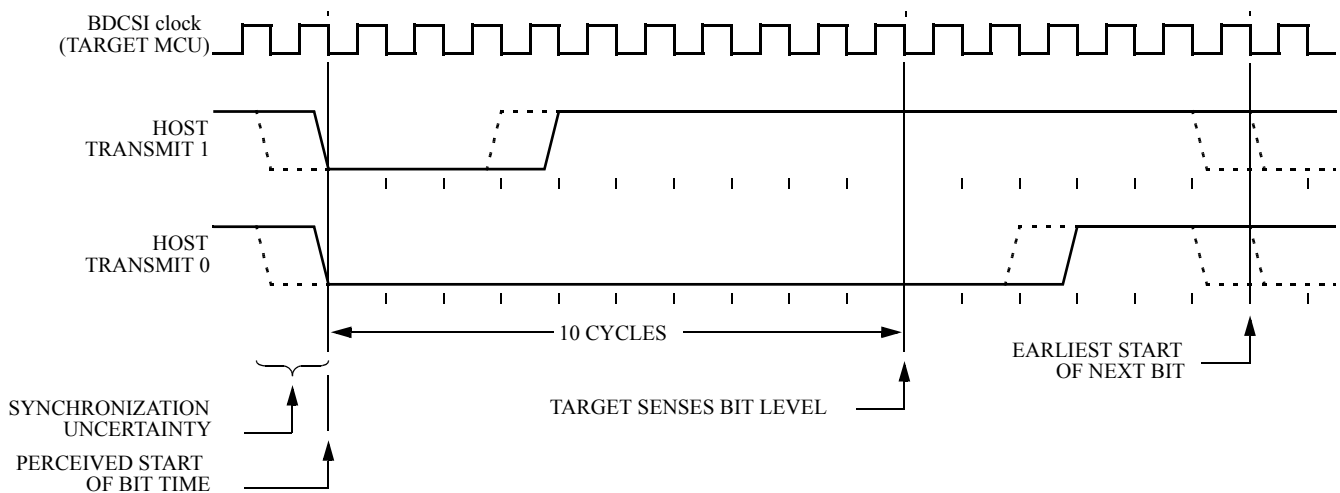 BDCSI clock
(TARGET MCU)
HOST
TRANSMIT 1
HOST
TRANSMIT 0
10 CYCLES
EARLIEST START
OF NEXT BIT
TARGET SENSES BIT LEVEL
SYNCHRONIZATION
UNCERTAINTY
PERCEIVED START
OF BIT TIME